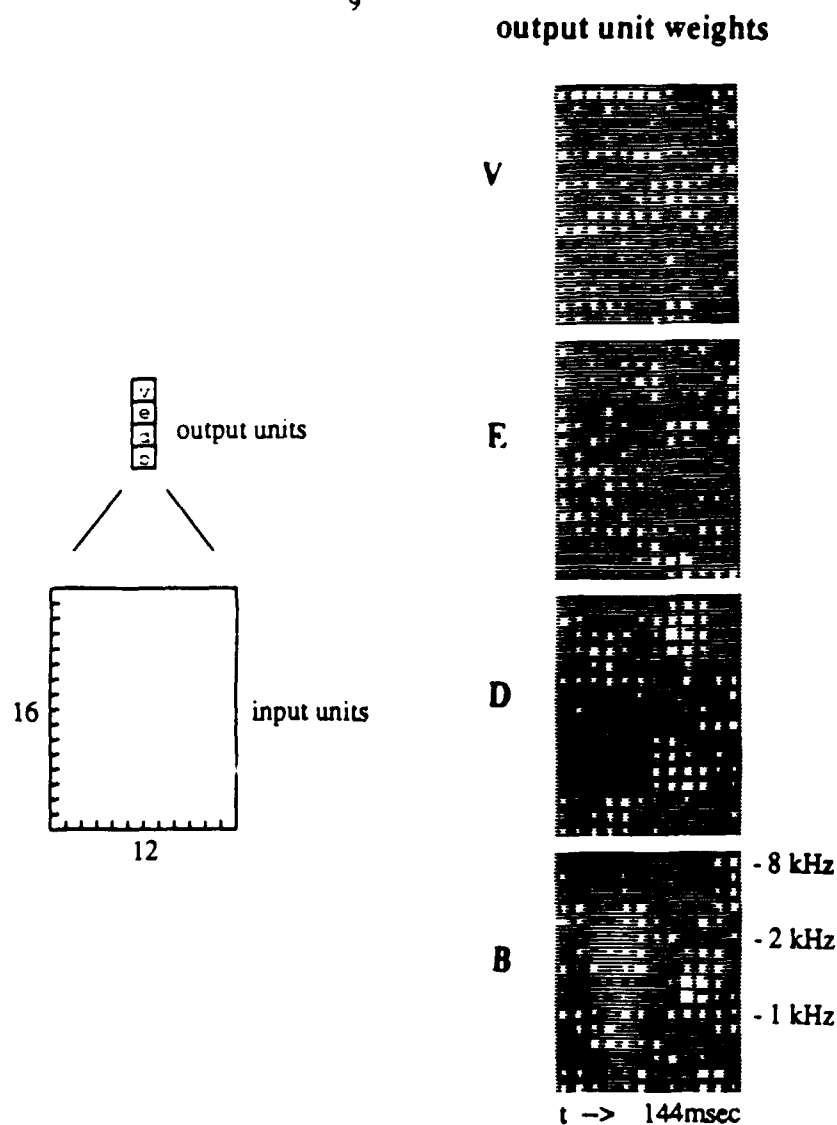 9
output unit weights
V
E
D
B
v
e
output units
16
input units
12
- 8 kHz
- 2 kHz
- 1 kHz
t -> 144msec